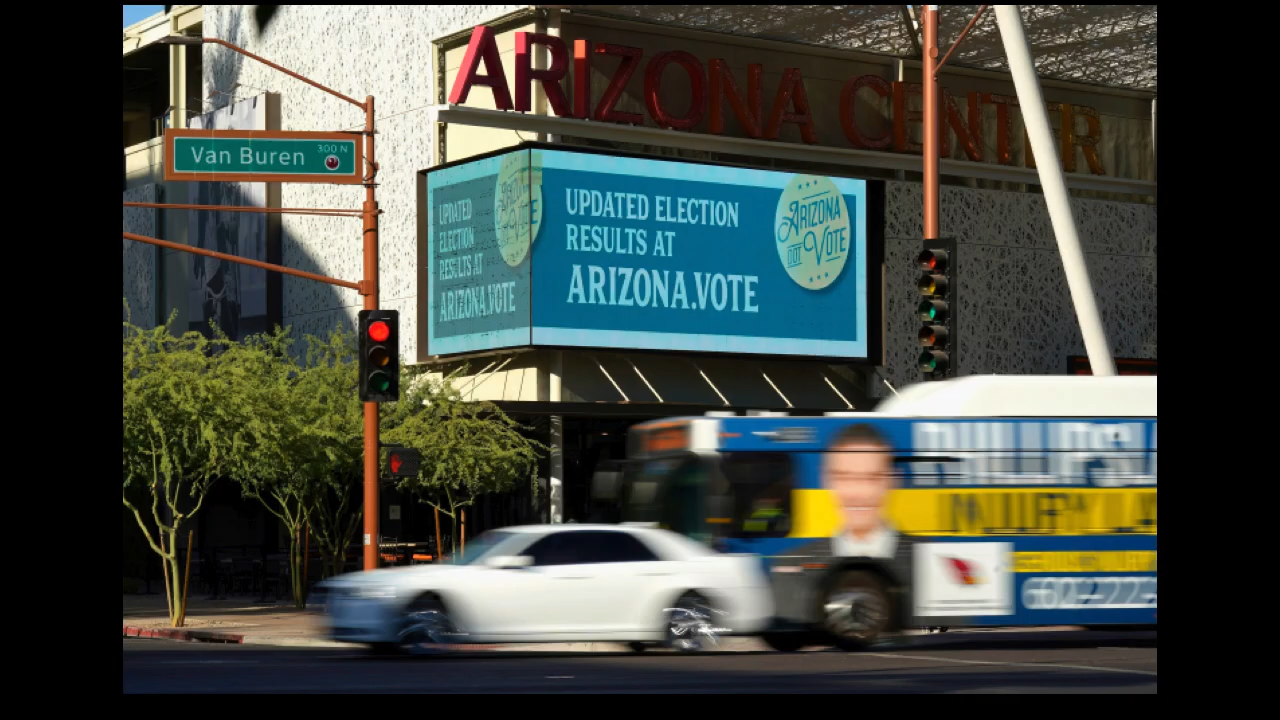 ARIZONA CENTER
300 N
Van Buren
UPDATED
ELECTION
RESULTS AT
ARIZONA.VOTE
UPDATED ELECTION
RESULTS AT
ARIZONA.VOTE
ARIZONA
DOT VOTE
PHILLIPS